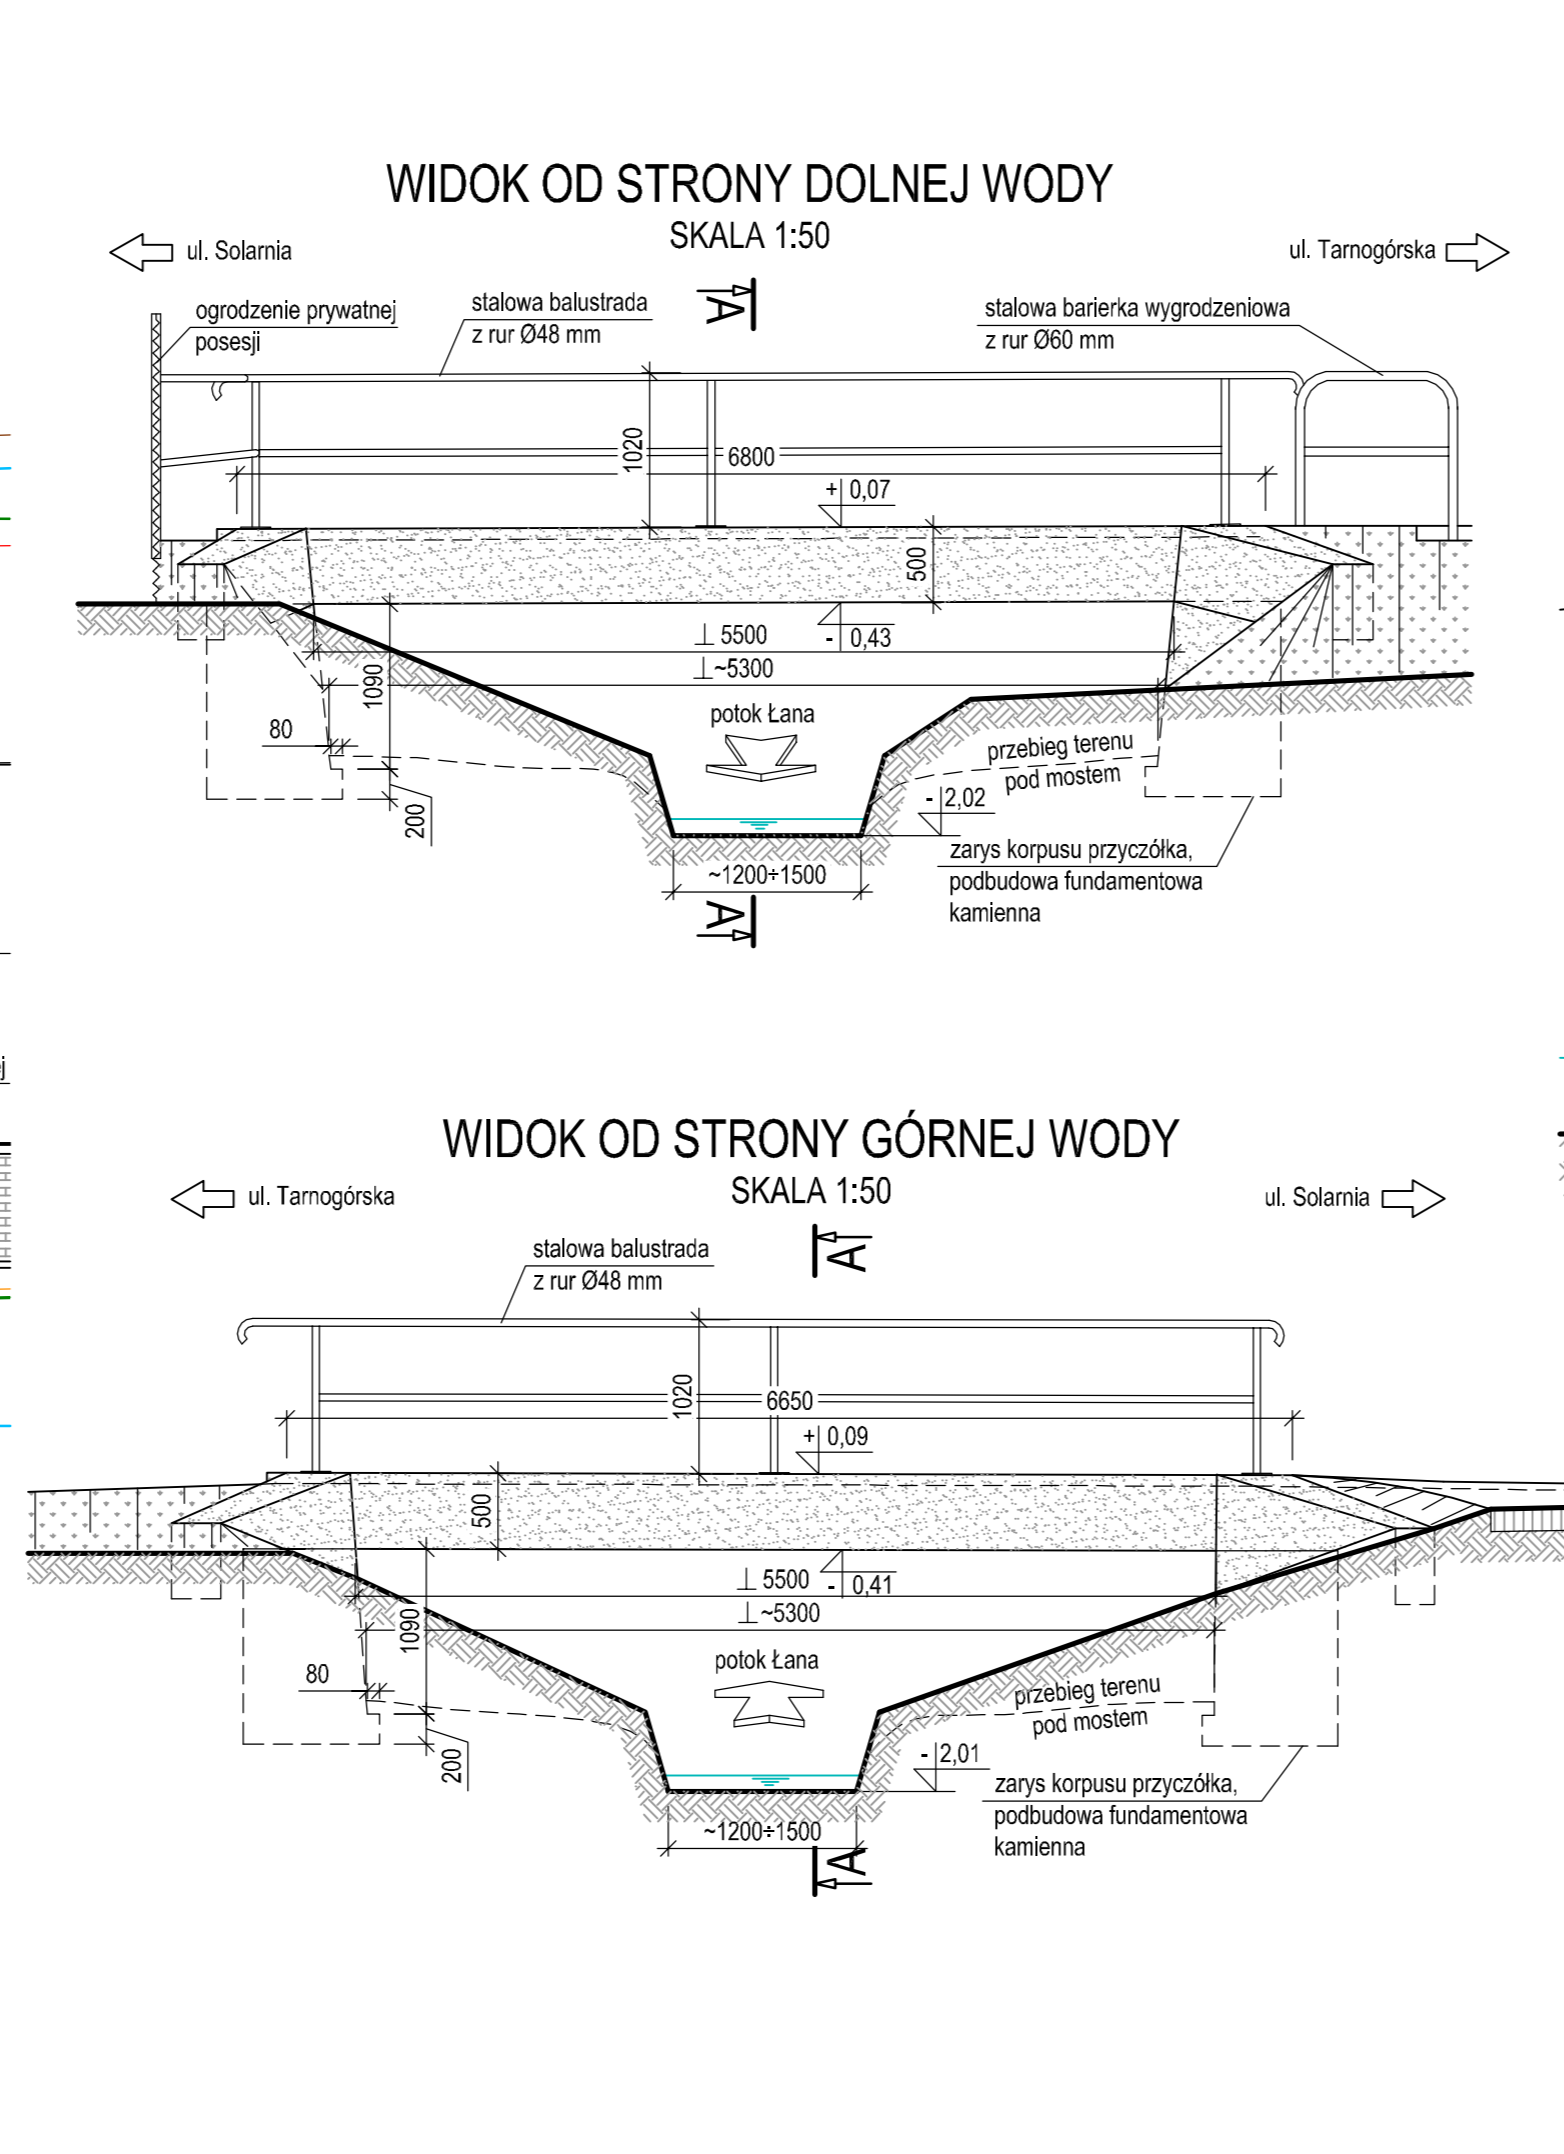 WIDOK OD STRONY DOLNEJ WODY
SKALA 1:50
ul. Solarnia
ul. Tarnogórska
ogrodzenie prywatnej
posesji
stalowa balustrada
z rur Ø48 mm
A
stalowa barierka wygrodzeniowa
z rur Ø60 mm
1020
6800
+ 0,07
500
- 0,43
⊥ 5500
⊥~5300
1090
80
200
potok Łana
przebieg terenu
pod mostem
- 2,02
zarys korpusu przyczółka,
podbudowa fundamentowa
kamienna
~1200÷1500
A
WIDOK OD STRONY GÓRNEJ WODY
SKALA 1:50
ul. Tarnogórska
ul. Solarnia
stalowa balustrada
z rur Ø48 mm
A
1020
6650
+ 0,09
500
- 0,41
⊥ 5500
⊥~5300
1090
80
200
potok Łana
przebieg terenu
pod mostem
- 2,01
zarys korpusu przyczółka,
podbudowa fundamentowa
kamienna
~1200÷1500
A